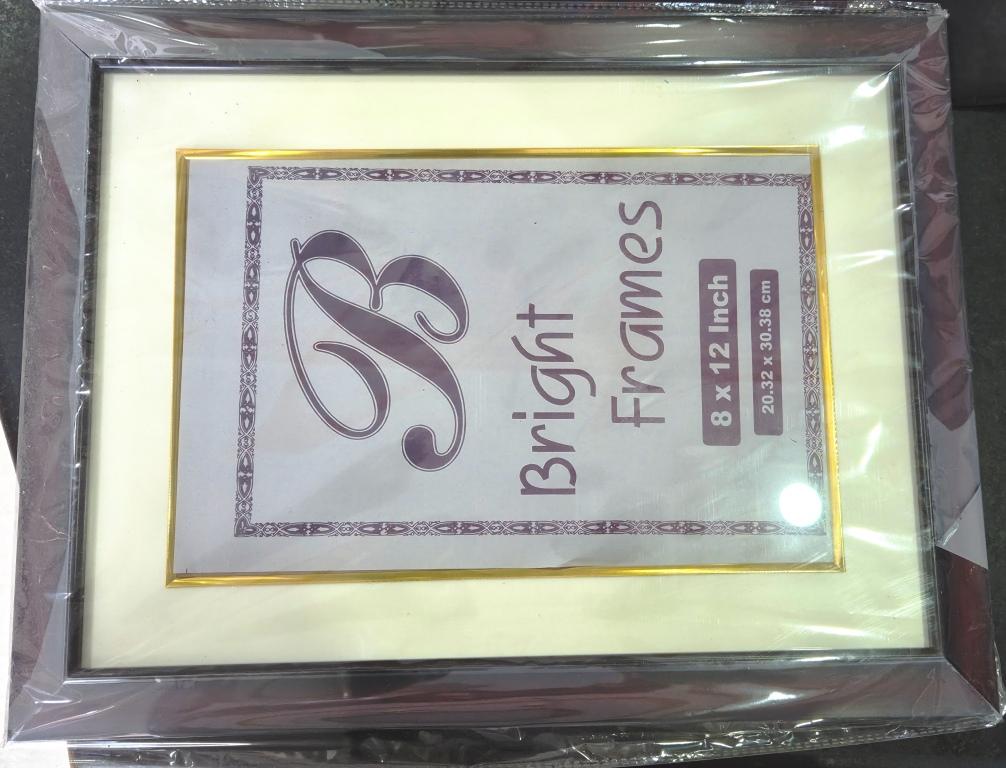 B
Bright
Frames
8 x 12 Inch
20.32 x 30.38 cm